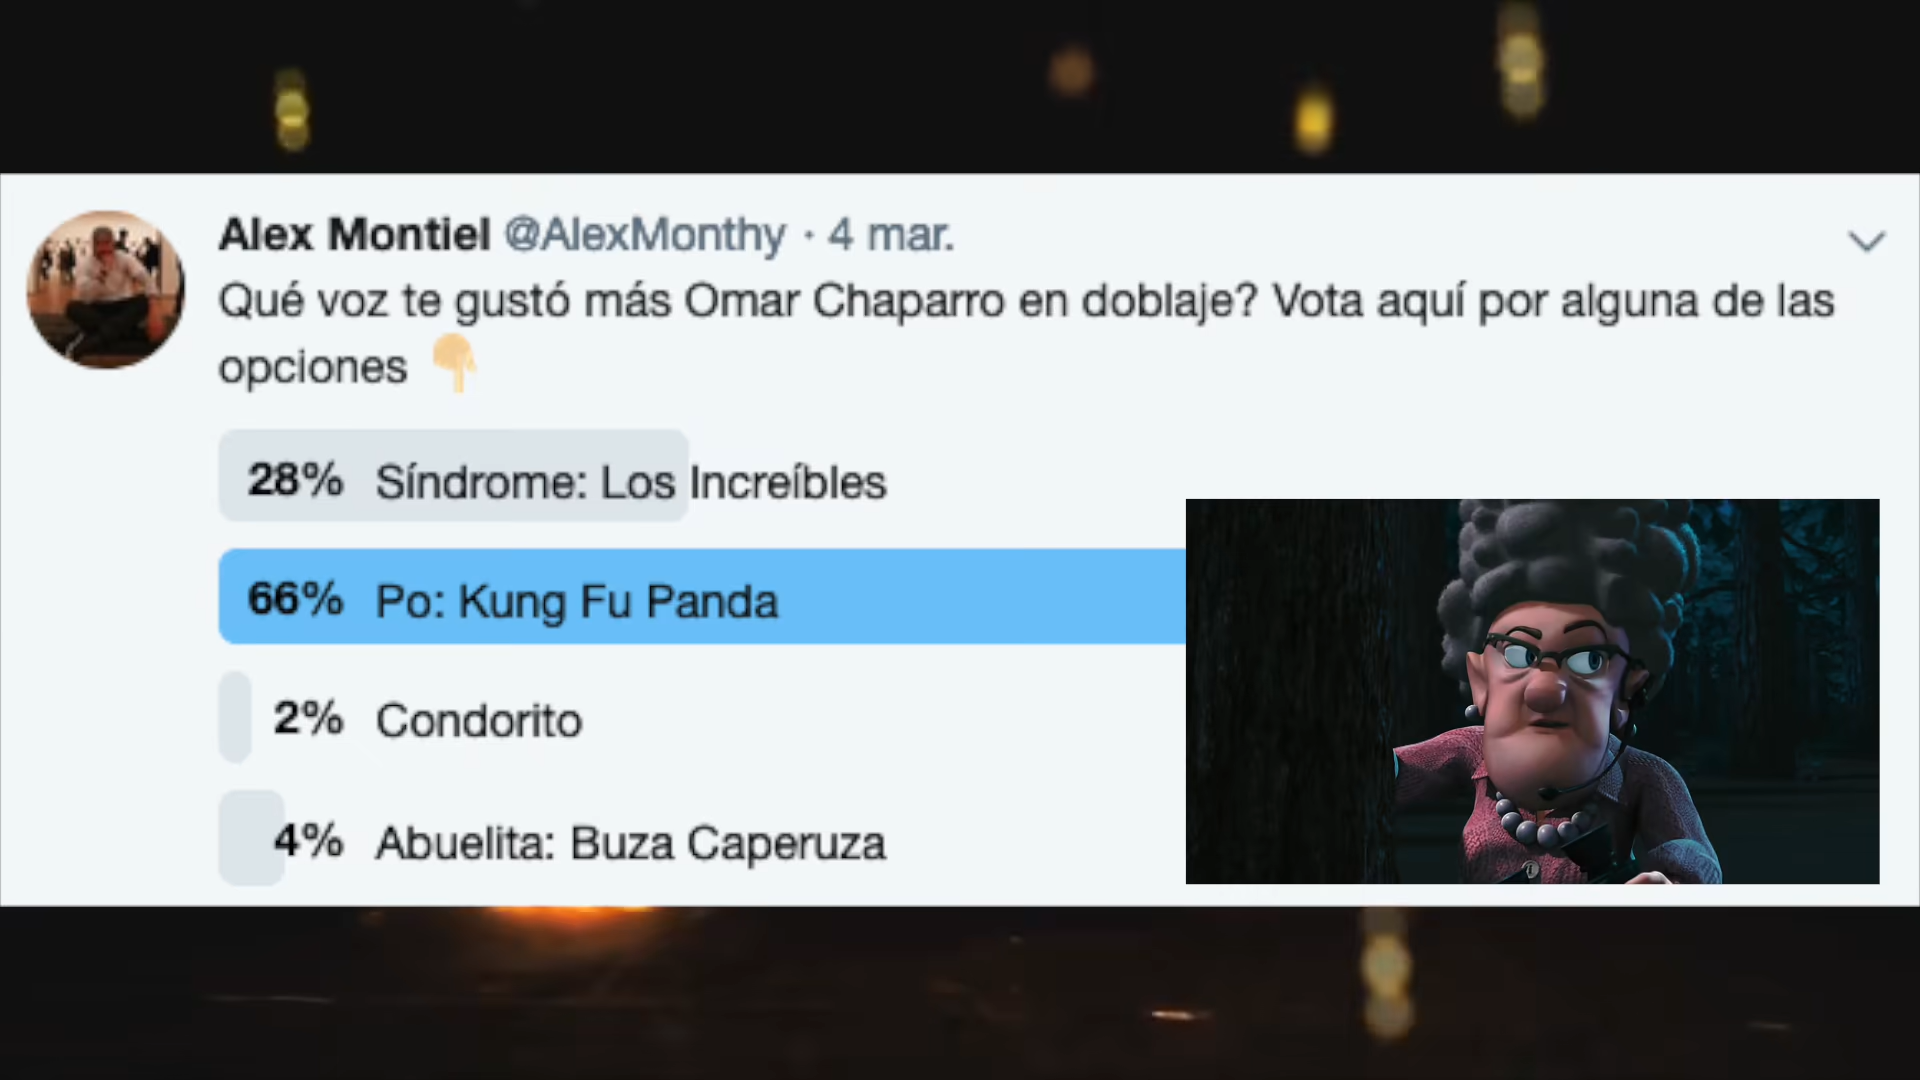 Alex Montiel @AlexMonthy · 4 mar.
Qué voz te gustó más Omar Chaparro en doblaje? Vota aquí por alguna de las
opciones 👇🏼
28% Síndrome: Los Increíbles
66% Po: Kung Fu Panda
2% Condorito
4% Abuelita: Buza Caperuza